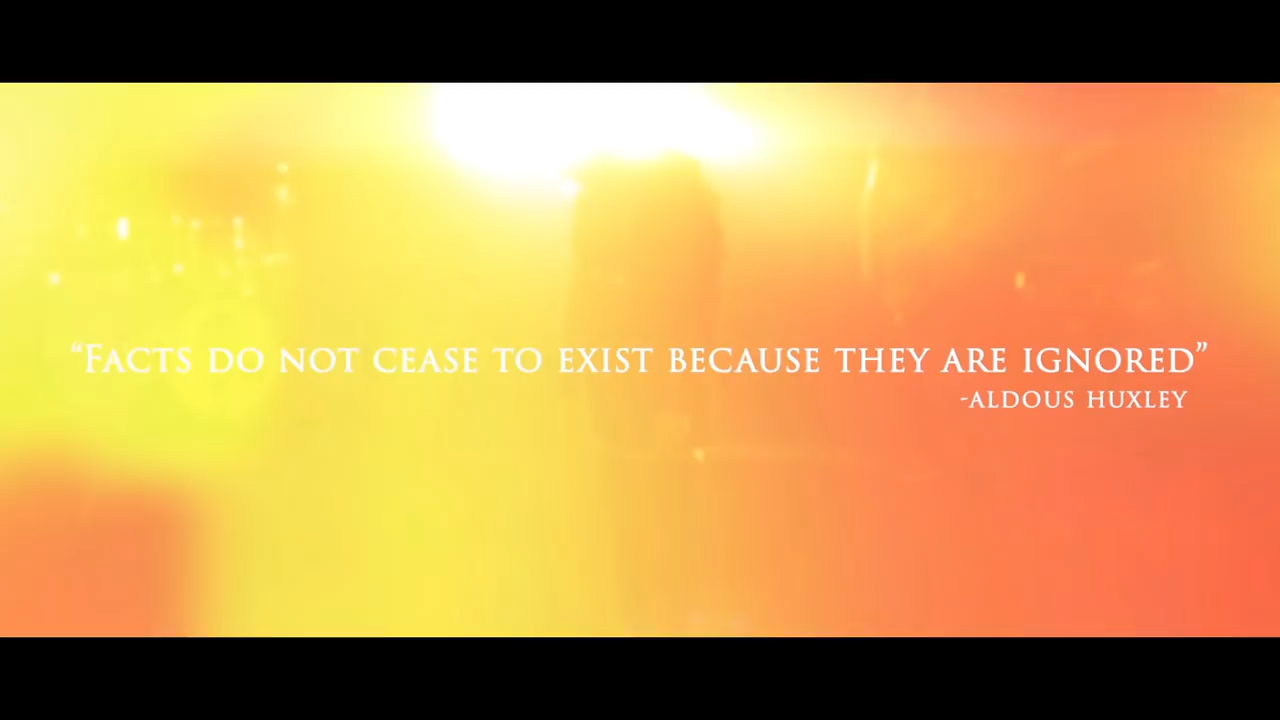 “Facts do not cease to exist because they are ignored”
-Aldous Huxley